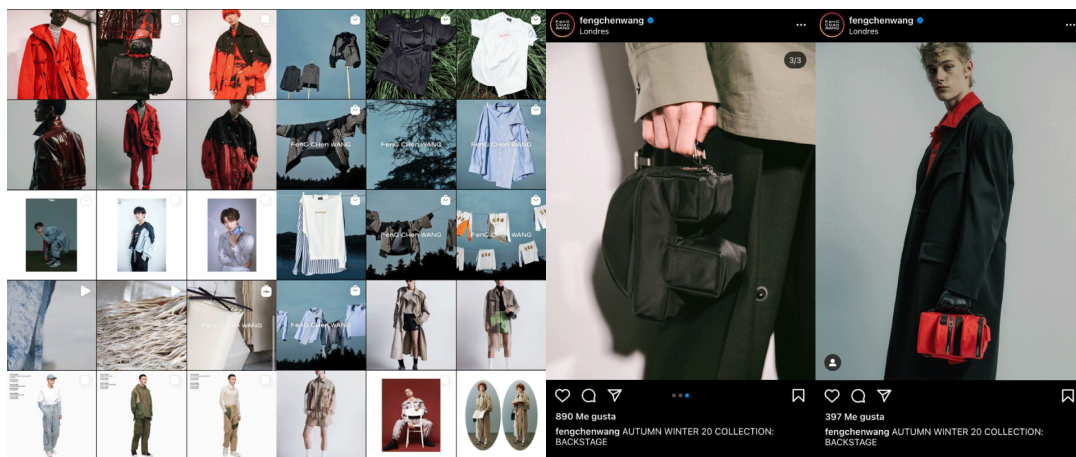 FENG CHEN WANG
FENG CHEN WANG
FENG CHEN WANG
FENG CHEN WANG
FENG CHEN WANG
FENG CHEN WANG
fengchenwang
Londres
3/3
890 Me gusta
fengchenwang AUTUMN WINTER 20 COLLECTION:
BACKSTAGE
fengchenwang
Londres
397 Me gusta
fengchenwang AUTUMN WINTER 20 COLLECTION:
BACKSTAGE